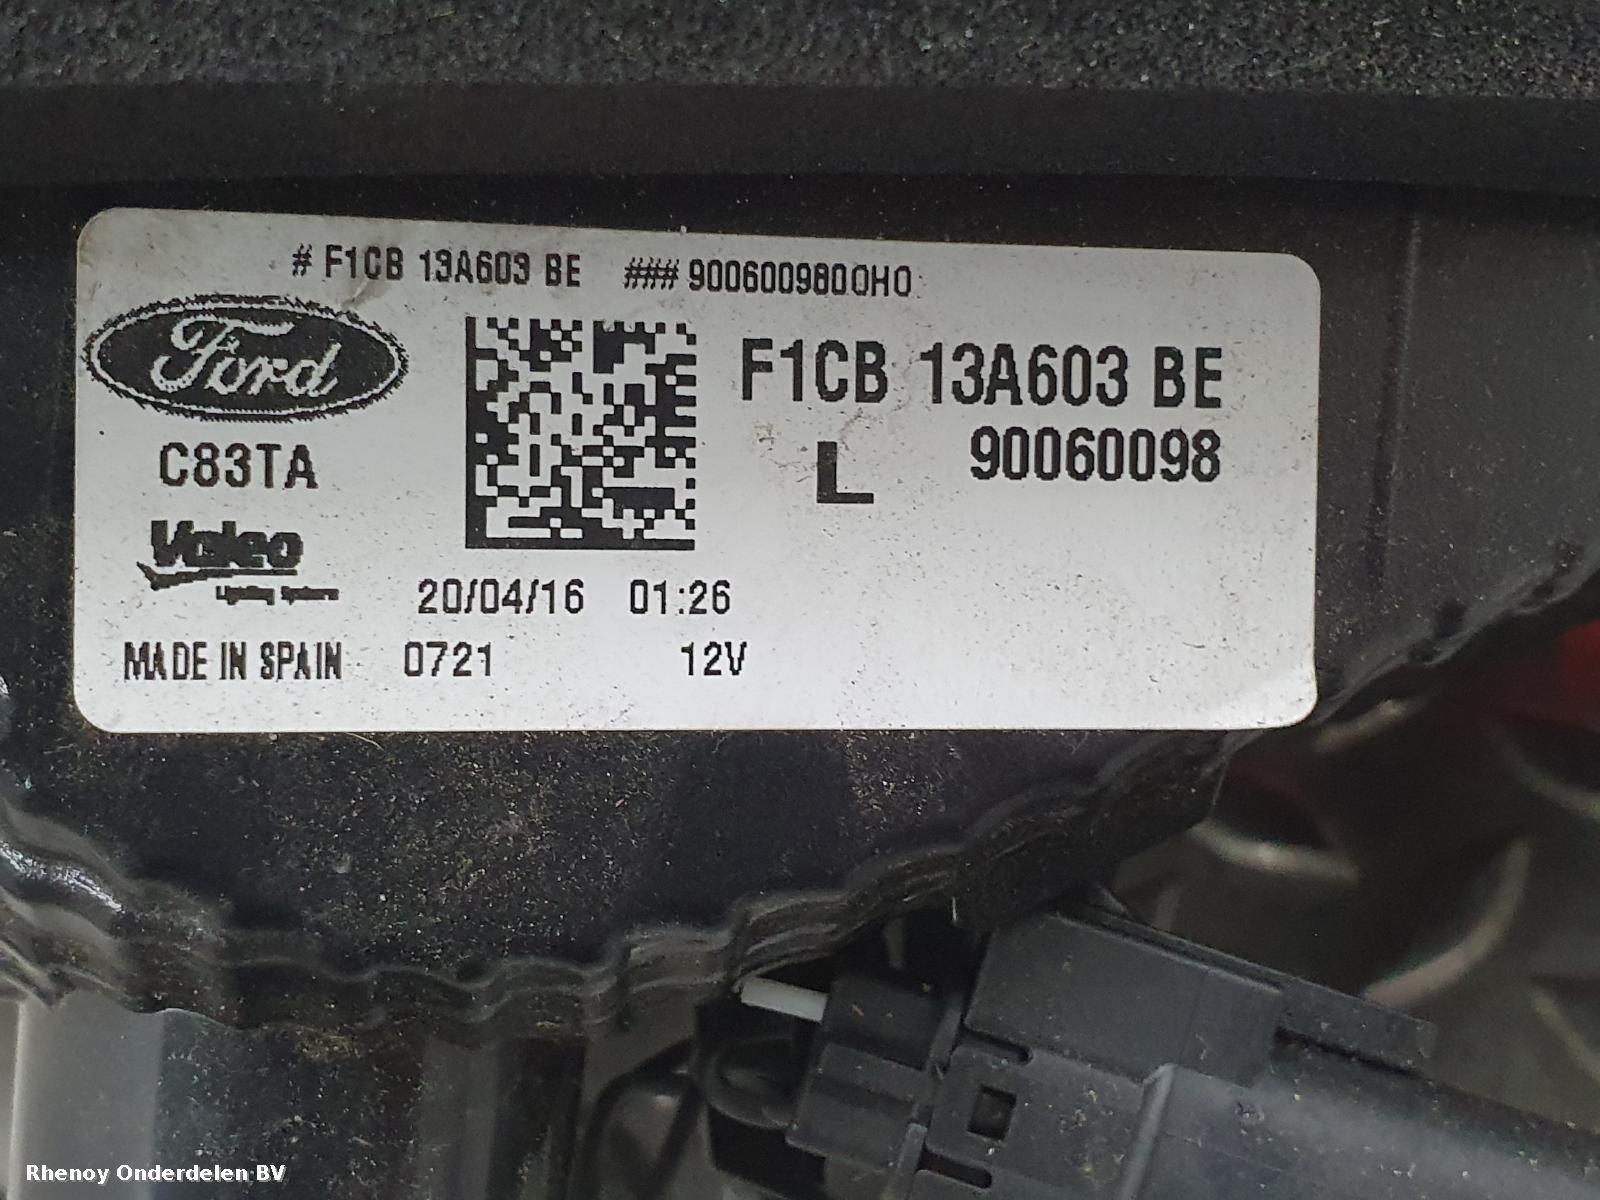 # F1CB 13A603 BE ### 9006009800H0
Ford
F1CB 13A603 BE
C83TA
L 90060098
Valeo
Lighting Systems
20/04/16 01:26
MADE IN SPAIN 0721 12V
Rhenoy Onderdelen BV